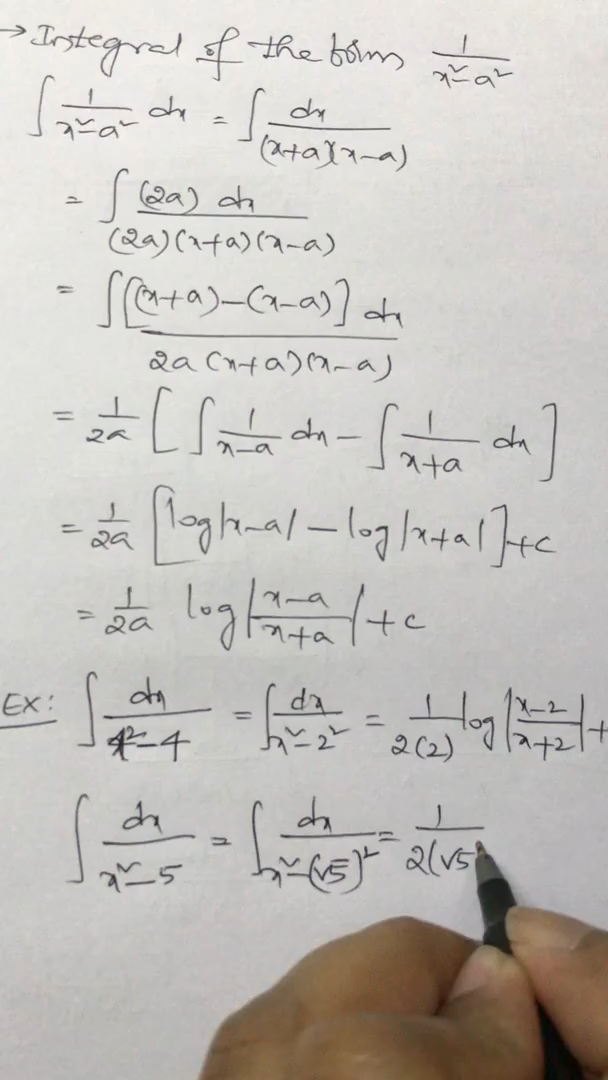 → Integral of the form 1/(x²-a²)
∫ 1/(x²-a²) dx = ∫ dx/((x+a)(x-a))
= ∫ (2a) dx/((2a)(x+a)(x-a))
= ∫ [(x+a)-(x-a)] dx/(2a(x+a)(x-a))
= 1/2a [ ∫ 1/(x-a) dx - ∫ 1/(x+a) dx ]
= 1/2a [log|x-a| - log|x+a|] + c
= 1/2a log|(x-a)/(x+a)| + c
EX: ∫ dx/(x²-4) = ∫ dx/(x²-2²) = 1/(2(2)) log|(x-2)/(x+2)| +
∫ dx/(x²-5) = ∫ dx/(x²-(√5)²) = 1/(2(√5